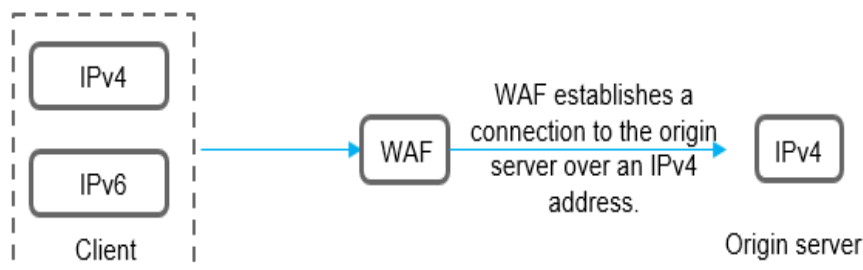 IPv4
IPv6
Client
WAF
WAF establishes a
connection to the origin
server over an IPv4
address.
IPv4
Origin server